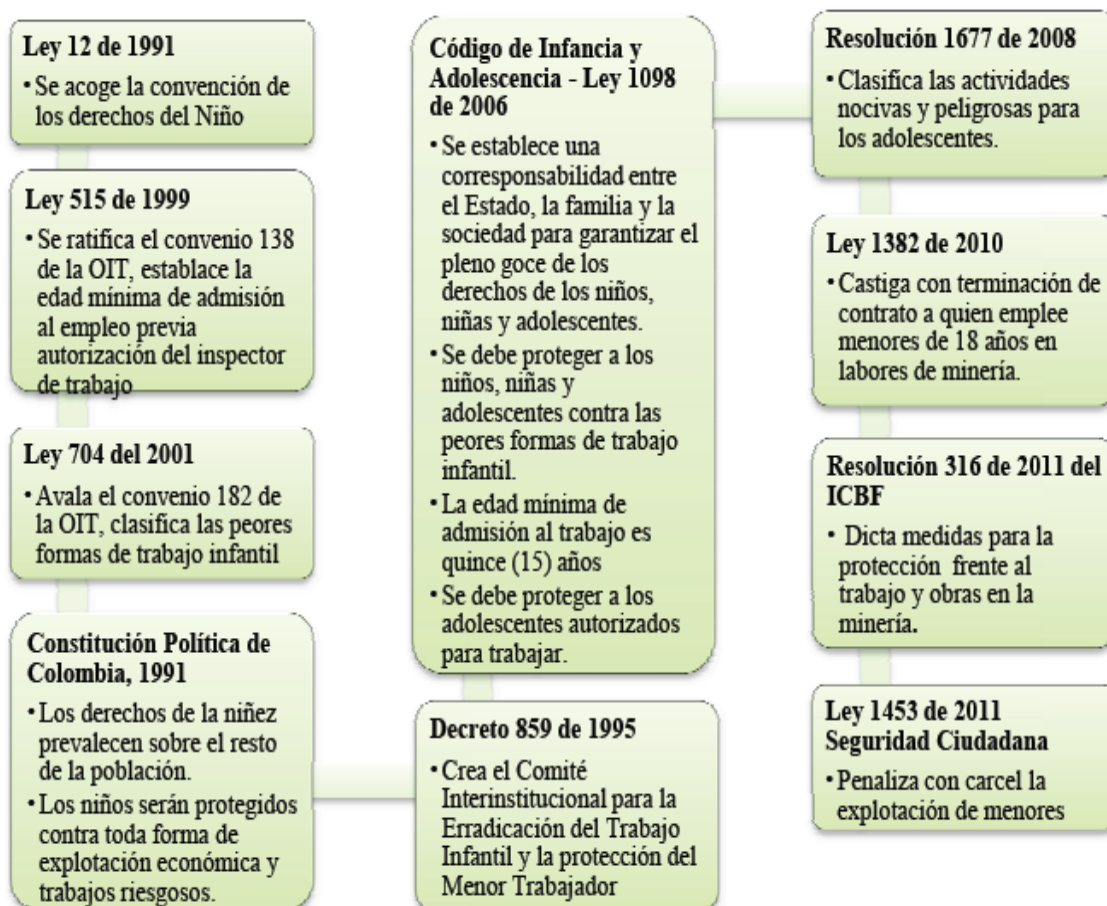 Ley 12 de 1991
• Se acoge la convención de
los derechos del Niño
Ley 515 de 1999
• Se ratifica el convenio 138
de la OIT, establace la
edad mínima de admisión
al empleo previa
autorización del inspector
de trabajo
Ley 704 del 2001
• Avala el convenio 182 de
la OIT, clasifica las peores
formas de trabajo infantil
Constitución Política de
Colombia, 1991
• Los derechos de la niñez
prevalecen sobre el resto
de la población.
• Los niños serán protegidos
contra toda forma de
explotación económica y
trabajos riesgosos.
Decreto 859 de 1995
• Crea el Comité
Interinstitucional para la
Erradicación del Trabajo
Infantil y la protección del
Menor Trabajador
Código de Infancia y
Adolescencia - Ley 1098
de 2006
• Se establece una
corresponsabilidad entre
el Estado, la familia y la
sociedad para garantizar el
pleno goce de los
derechos de los niños,
niñas y adolescentes.
• Se debe proteger a los
niños, niñas y
adolescentes contra las
peores formas de trabajo
infantil.
• La edad mínima de
admisión al trabajo es
quince (15) años
• Se debe proteger a los
adolescentes autorizados
para trabajar.
Resolución 1677 de 2008
• Clasifica las actividades
nocivas y peligrosas para
los adolescentes.
Ley 1382 de 2010
• Castiga con terminación de
contrato a quien emplee
menores de 18 años en
labores de minería.
Resolución 316 de 2011 del
ICBF
• Dicta medidas para la
protección frente al
trabajo y obras en la
minería.
Ley 1453 de 2011
Seguridad Ciudadana
• Penaliza con carcel la
explotación de menores